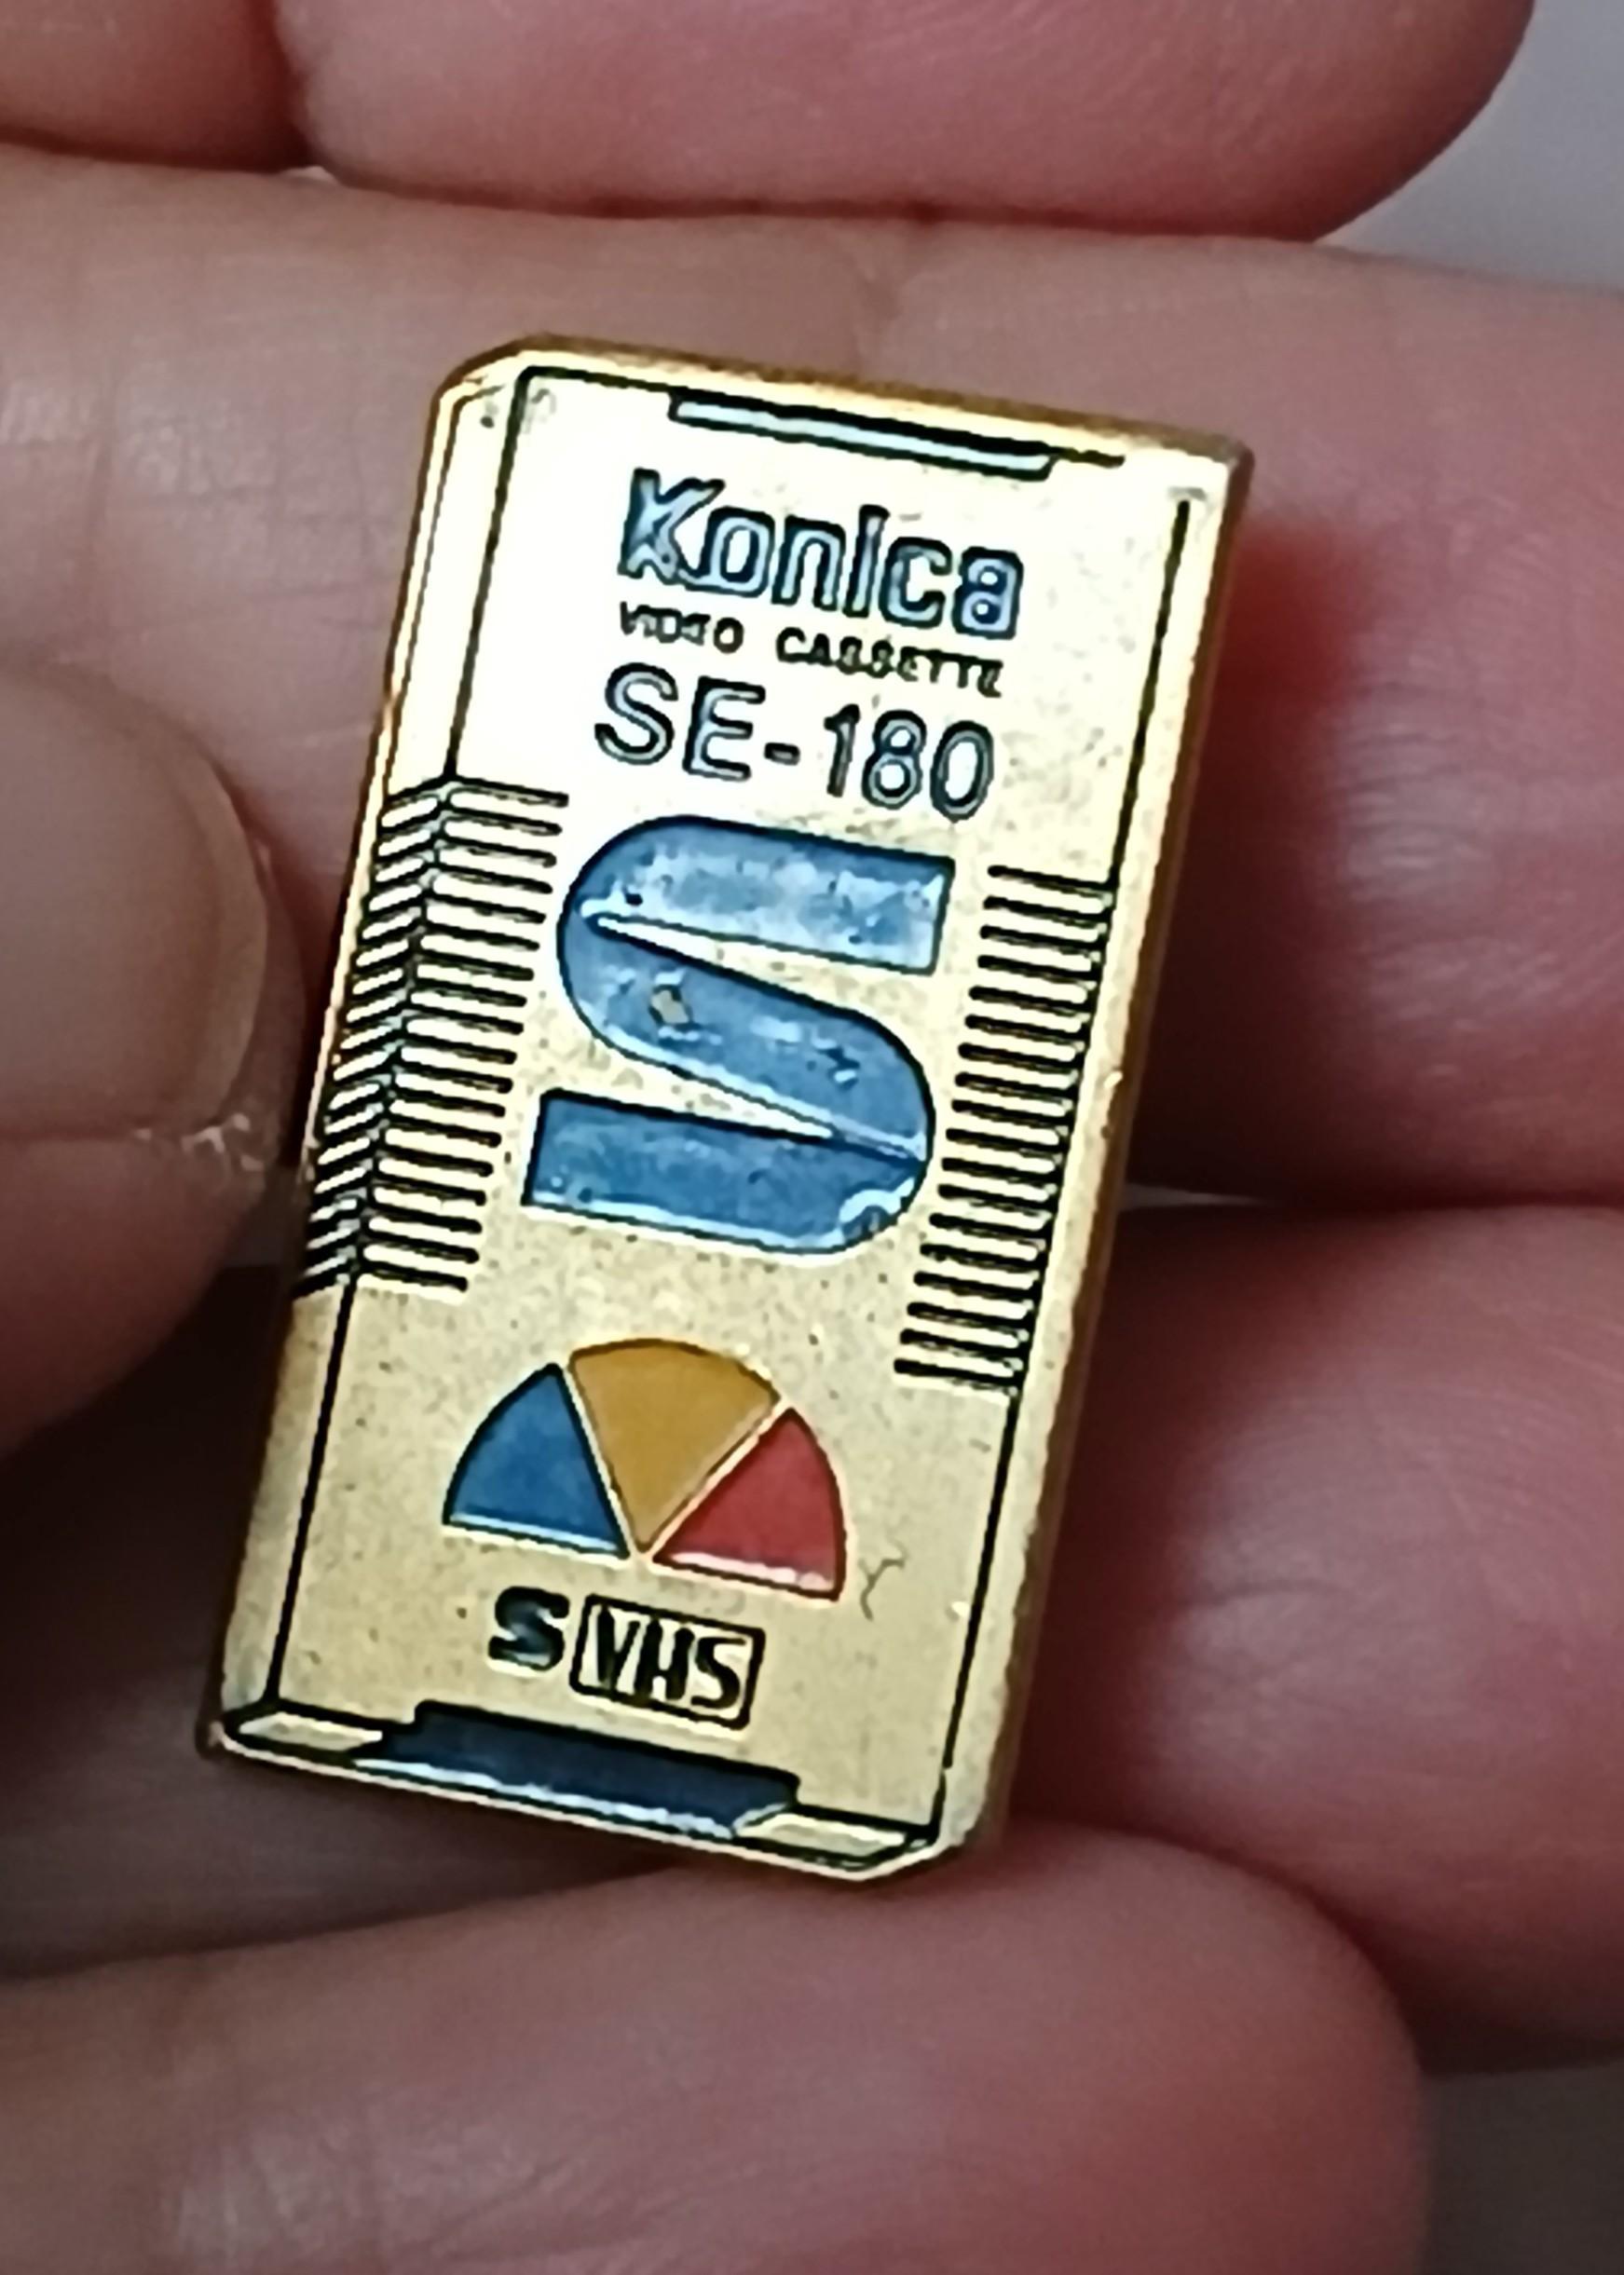 Konica
VIDEO CASSETTE
SE-180
S
S VHS